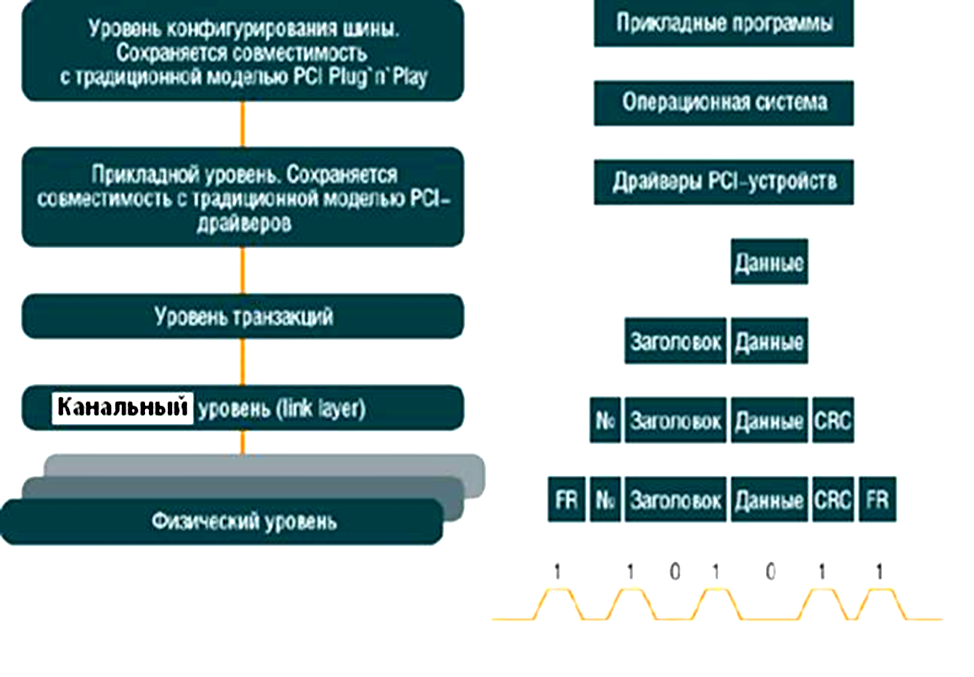 Уровень конфигурирования шины.
Сохраняется совместимость
с традиционной моделью PCI Plug`n`Play
Прикладной уровень. Сохраняется
совместимость с традиционной моделью PCI–
драйверов
Уровень транзакций
Канальный уровень (link layer)
Физический уровень
Прикладные программы
Операционная система
Драйверы PCI–устройств
Данные
Заголовок Данные
№ Заголовок Данные CRC
FR № Заголовок Данные CRC FR
1 1 0 1 0 1 1